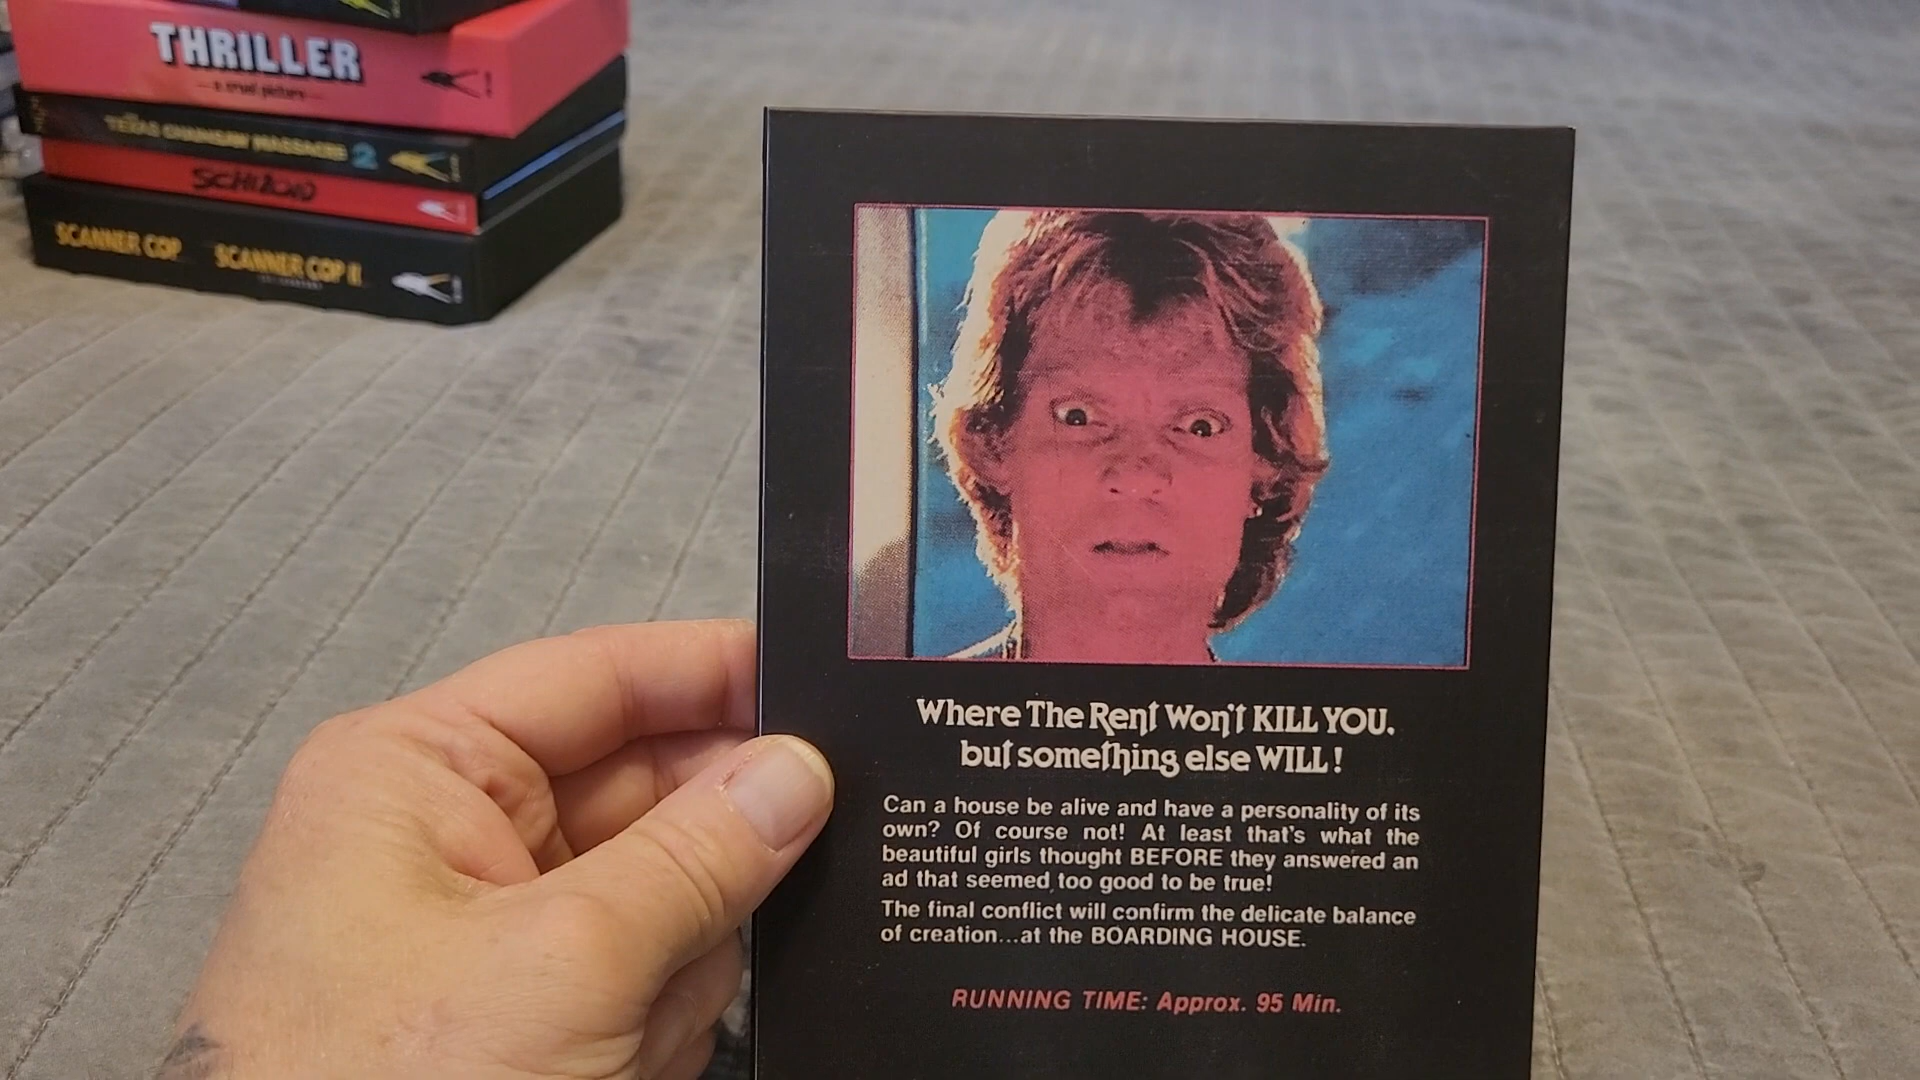 THRILLER
a cruel picture
TEXAS CHAINSAW MASSACRE 2
SCHIZOID
SCANNER COP
SCANNER COP II
Where The Rent Won't KILL YOU.
but something else WILL!
Can a house be alive and have a personality of its
own? Of course not! At least that's what the
beautiful girls thought BEFORE they answered an
ad that seemed too good to be true!
The final conflict will confirm the delicate balance
of creation...at the BOARDING HOUSE.
RUNNING TIME: Approx. 95 Min.